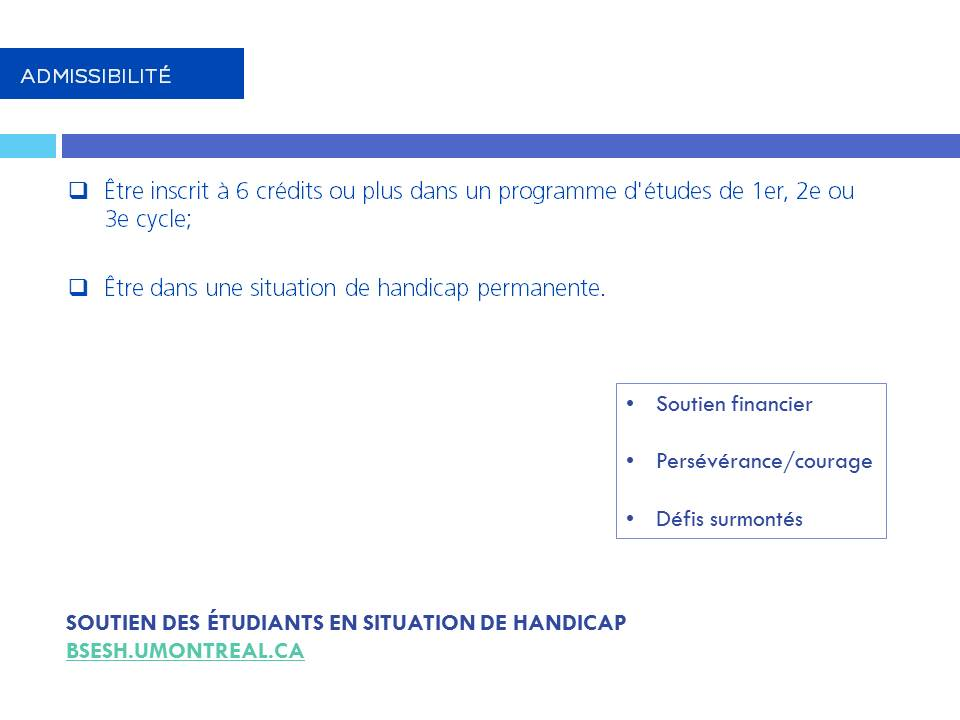 ADMISSIBILITÉ
Être inscrit à 6 crédits ou plus dans un programme d'études de 1er, 2e ou
3e cycle;
Être dans une situation de handicap permanente.
• Soutien financier
• Persévérance/courage
• Défis surmontés
SOUTIEN DES ÉTUDIANTS EN SITUATION DE HANDICAP
BSESH.UMONTREAL.CA